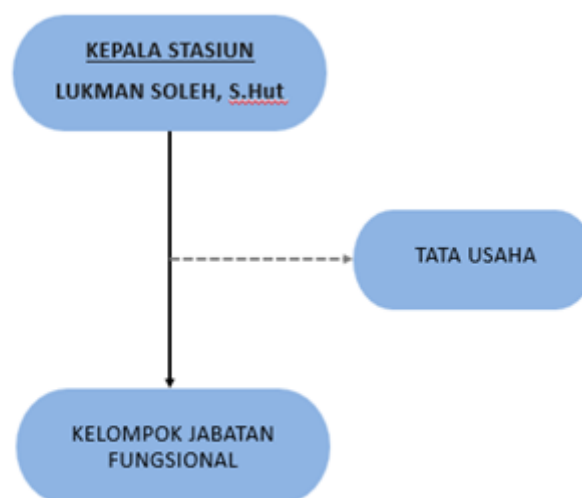 KEPALA STASIUN
LUKMAN SOLEH, S.Hut
TATA USAHA
KELOMPOK JABATAN
FUNGSIONAL